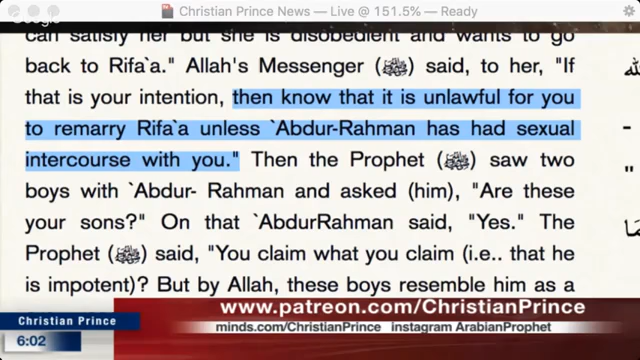 Christian Prince News — Live @ 151.5% — Ready
can satisfy her but she is disobedient and wants to go
back to Rifa`a." Allah's Messenger (ﷺ) said, to her, "If
that is your intention, then know that it is unlawful for you
to remarry Rifa`a unless `Abdur-Rahman has had sexual
intercourse with you." Then the Prophet (ﷺ) saw two
boys with `Abdur- Rahman and asked (him), "Are these
your sons?" On that `AbdurRahman said, "Yes." The
Prophet (ﷺ) said, "You claim what you claim (i.e.. that he
is impotent)? But by Allah, these boys resemble him as a
www.patreon.com/ChristianPrince
Christian Prince
minds.com/ChristianPrince instagram ArabianProphet
6:02